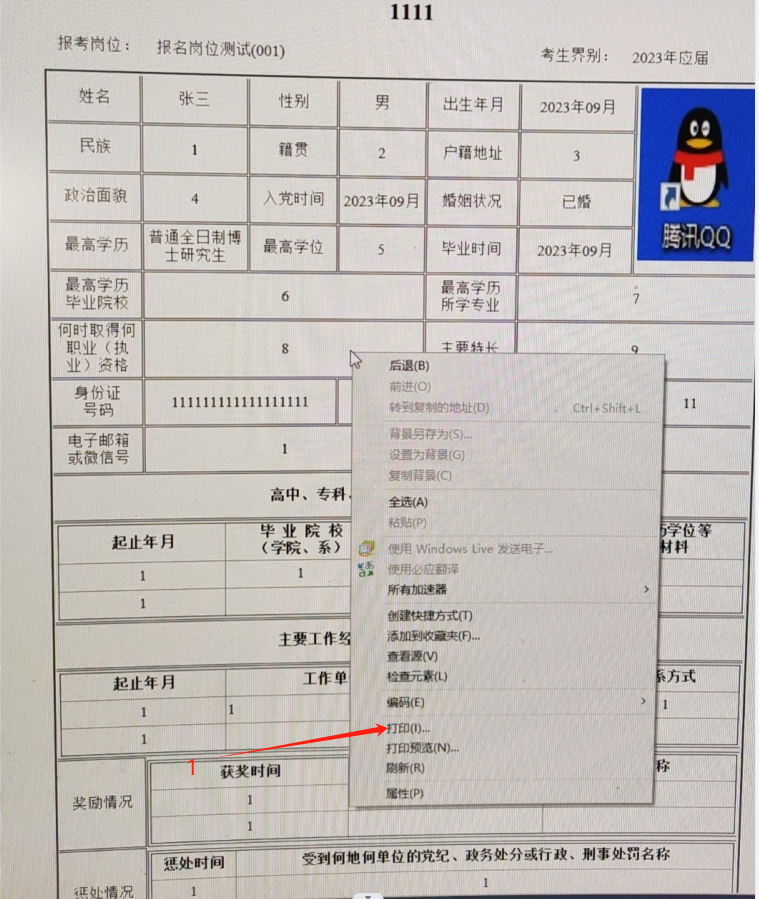 1111
报考岗位： 报名岗位测试(001) 考生界别： 2023年应届
姓名 张三 性别 男 出生年月 2023年09月
民族 1 籍贯 2 户籍地址 3
政治面貌 4 入党时间 2023年09月 婚姻状况 已婚
腾讯QQ
最高学历 普通全日制博
士研究生 最高学位 5 毕业时间 2023年09月
最高学历
毕业院校 6 最高学历
所学专业 7
何时取得何
职业（执
业）资格 8 主要特长 9
身份证
号码 111111111111111111 11
电子邮箱
或微信号 1
高中、专科、
起止年月 毕业院校
（学院、系） 学位等
材料
1 1
1
主要工作经
起止年月 工作单 系方式
1 1 1
1
奖励情况 获奖时间 称
1
1
惩处情况 惩处时间 受到何地何单位的党纪、政务处分或行政、刑事处罚名称
1 1
后退(B)
前进(O)
转到复制的地址(D) Ctrl+Shift+L
背景另存为(S)...
设置为背景(G)
复制背景(C)
全选(A)
粘贴(P)
使用 Windows Live 发送电子...
使用必应翻译
所有加速器
创建快捷方式(T)
添加到收藏夹(F)...
查看源(V)
检查元素(L)
编码(E)
打印(I)...
打印预览(N)...
刷新(R)
属性(P)
1